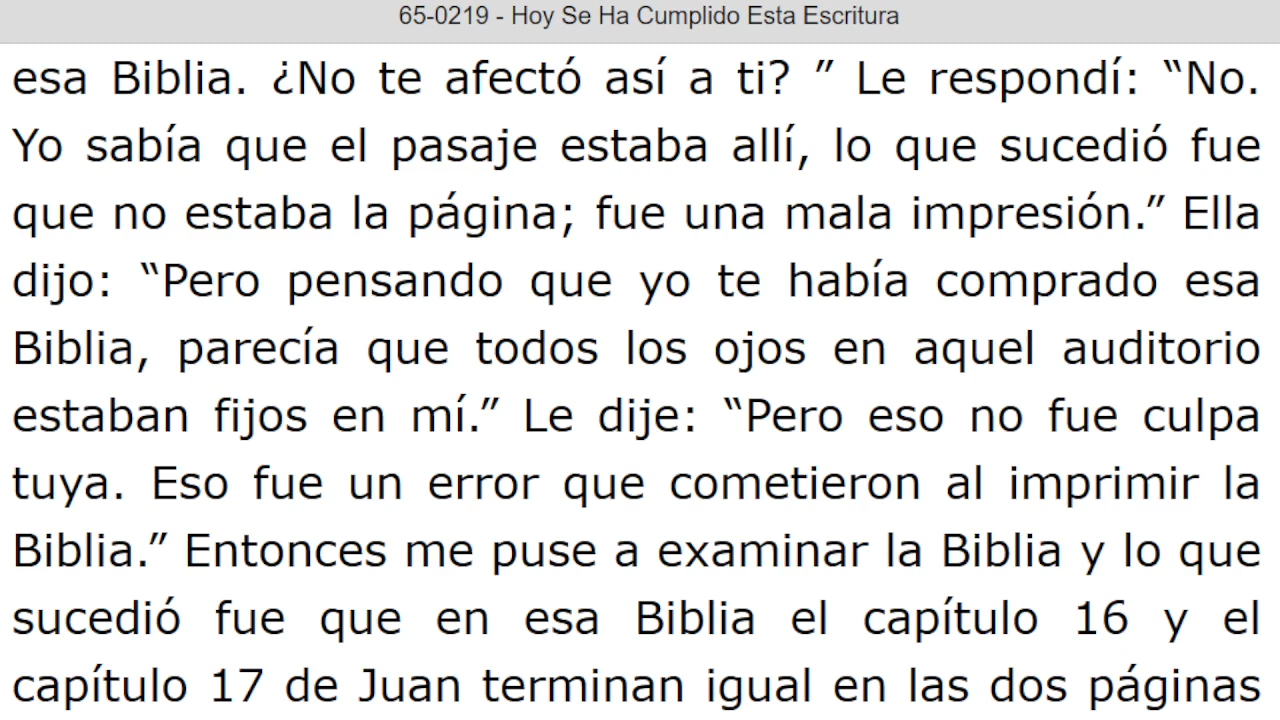 65-0219 - Hoy Se Ha Cumplido Esta Escritura
esa Biblia. ¿No te afectó así a ti? ” Le respondí: “No.
Yo sabía que el pasaje estaba allí, lo que sucedió fue
que no estaba la página; fue una mala impresión.” Ella
dijo: “Pero pensando que yo te había comprado esa
Biblia, parecía que todos los ojos en aquel auditorio
estaban fijos en mí.” Le dije: “Pero eso no fue culpa
tuya. Eso fue un error que cometieron al imprimir la
Biblia.” Entonces me puse a examinar la Biblia y lo que
sucedió fue que en esa Biblia el capítulo 16 y el
capítulo 17 de Juan terminan igual en las dos páginas